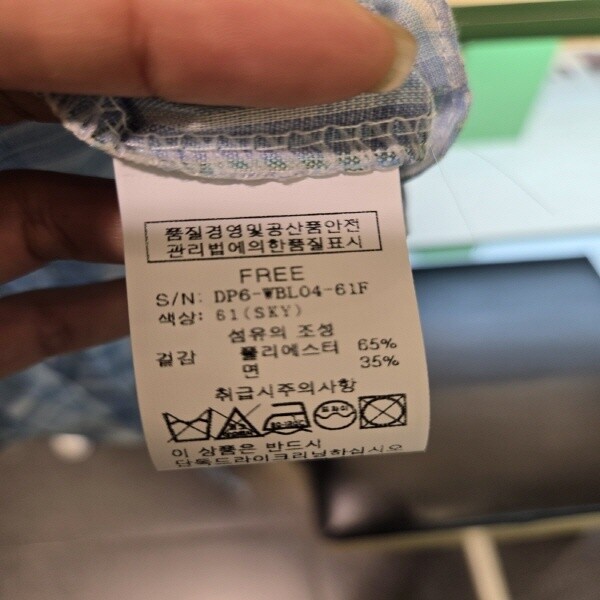 품질경영및공산품안전
관리법에의한품질표시
FREE
S/N: DP6-WBL04-61F
색상: 61(SKY)
섬유의 조성
겉감 폴리에스터 65%
면 35%
취급시주의사항
이 상품은 반드시
단독드라이크리닝하십시오